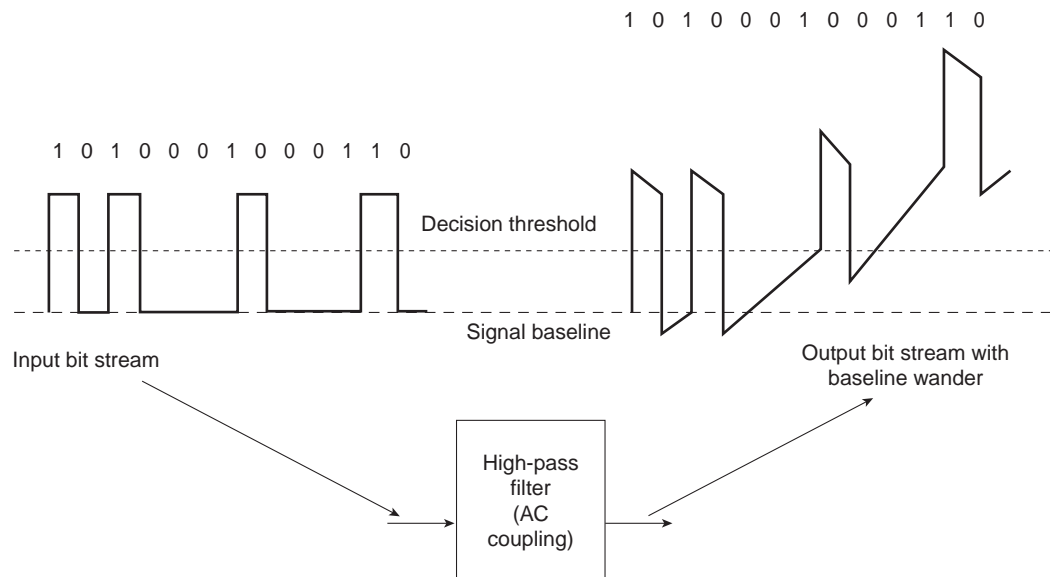 1 0 1 0 0 0 1 0 0 0 1 1 0
1 0 1 0 0 0 1 0 0 0 1 1 0
Decision threshold
Signal baseline
Input bit stream
Output bit stream with
baseline wander
High-pass
filter
(AC
coupling)